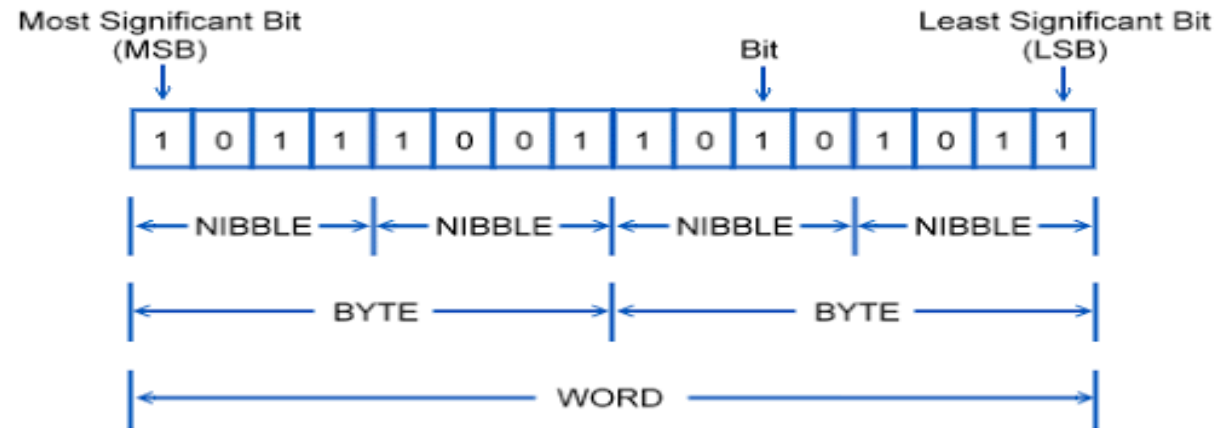 Most Significant Bit
(MSB)
Bit
Least Significant Bit
(LSB)
1 0 1 1 1 0 0 1 1 0 1 0 1 0 1 1
NIBBLE NIBBLE NIBBLE NIBBLE
BYTE BYTE
WORD